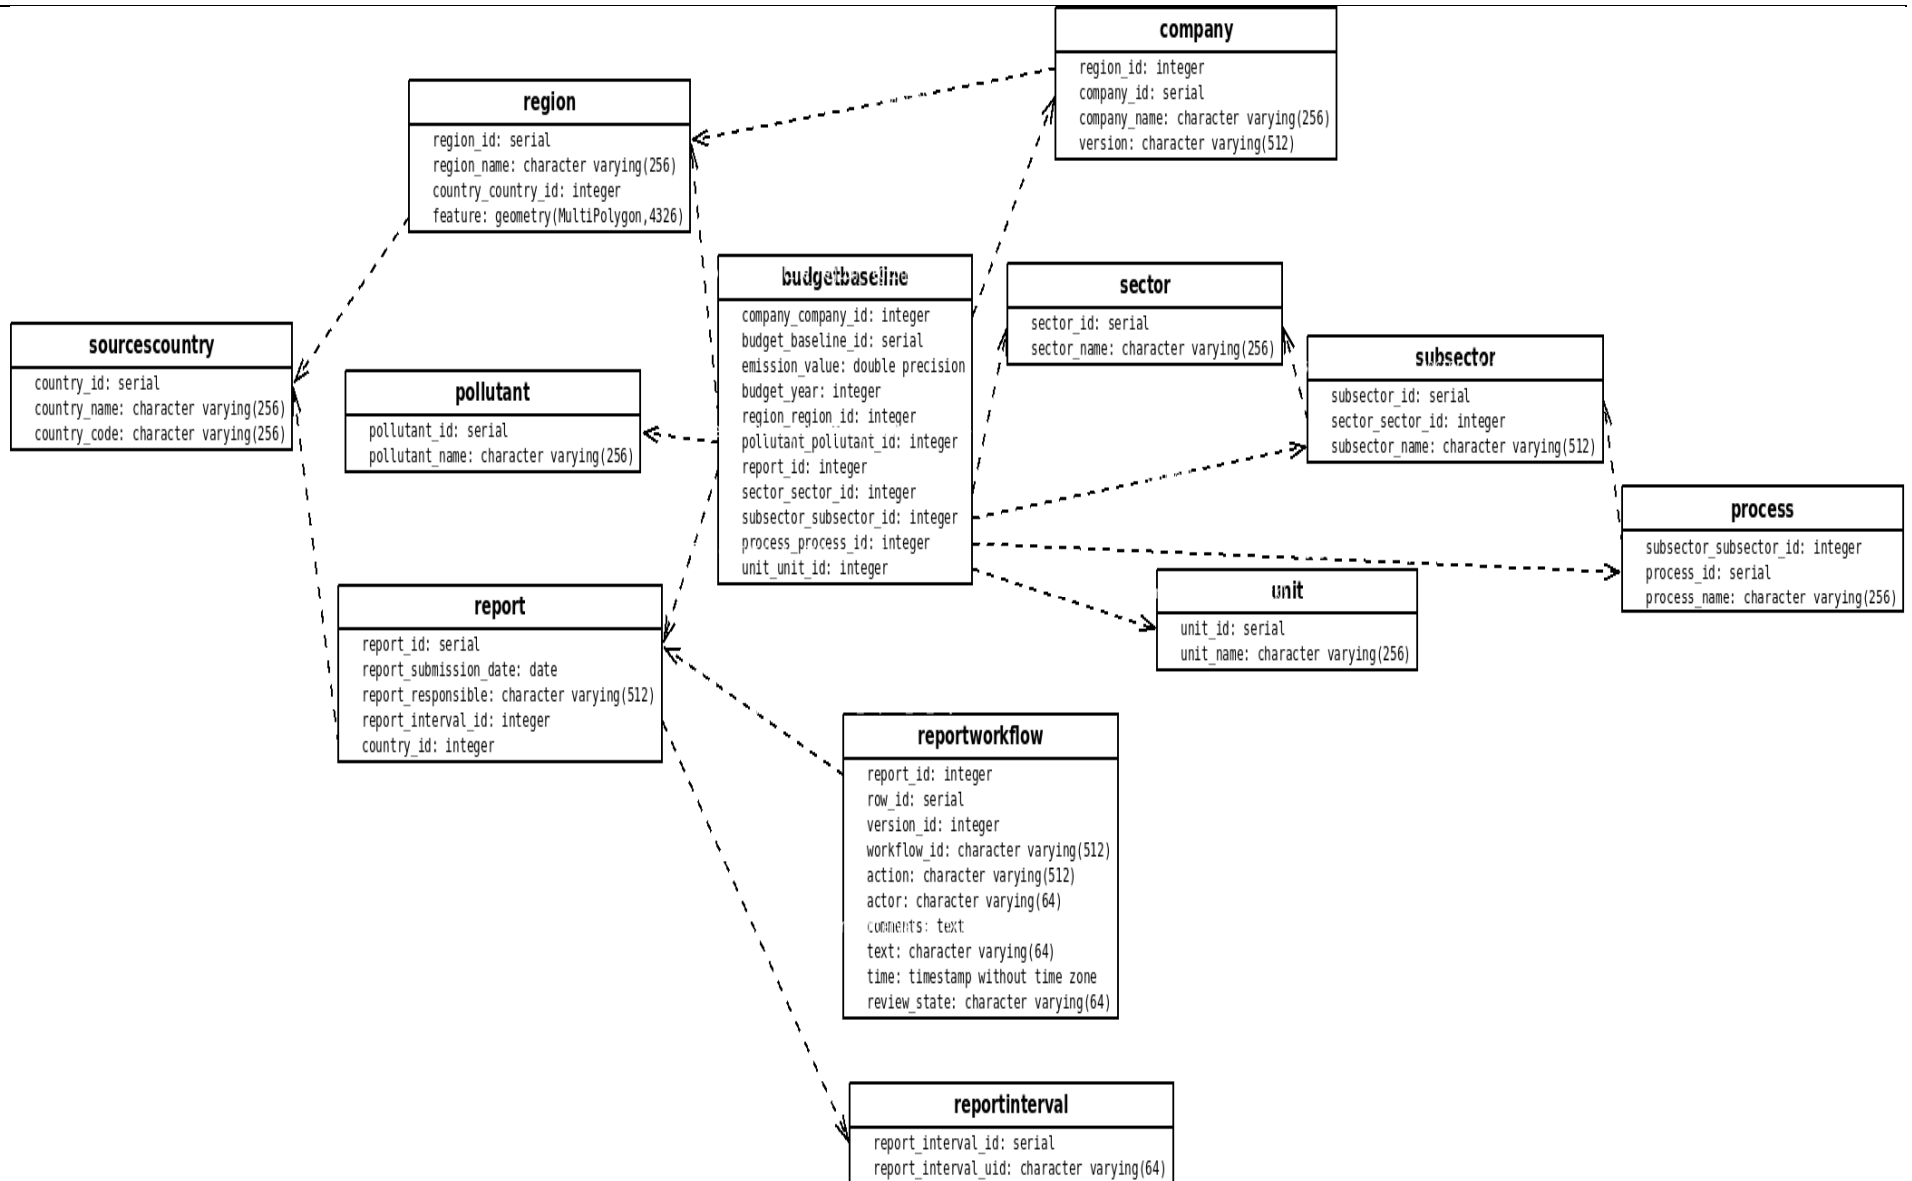 company
region_id: integer
company_id: serial
company_name: character varying(256)
version: character varying(512)
region
region_id: serial
region_name: character varying(256)
country_country_id: integer
feature: geometry(MultiPolygon,4326)
budgetbaseline
company_company_id: integer
budget_baseline_id: serial
emission_value: double precision
budget_year: integer
region_region_id: integer
pollutant_pollutant_id: integer
report_id: integer
sector_sector_id: integer
subsector_subsector_id: integer
process_process_id: integer
unit_unit_id: integer
sector
sector_id: serial
sector_name: character varying(256)
sourcescountry
country_id: serial
country_name: character varying(256)
country_code: character varying(256)
subsector
subsector_id: serial
sector_sector_id: integer
subsector_name: character varying(512)
pollutant
pollutant_id: serial
pollutant_name: character varying(256)
process
subsector_subsector_id: integer
process_id: serial
process_name: character varying(256)
unit
unit_id: serial
unit_name: character varying(256)
report
report_id: serial
report_submission_date: date
report_responsible: character varying(512)
report_interval_id: integer
country_id: integer
reportworkflow
report_id: integer
row_id: serial
version_id: integer
workflow_id: character varying(512)
action: character varying(512)
actor: character varying(64)
comments: text
text: character varying(64)
time: timestamp without time zone
review_state: character varying(64)
reportinterval
report_interval_id: serial
report_interval_uid: character varying(64)